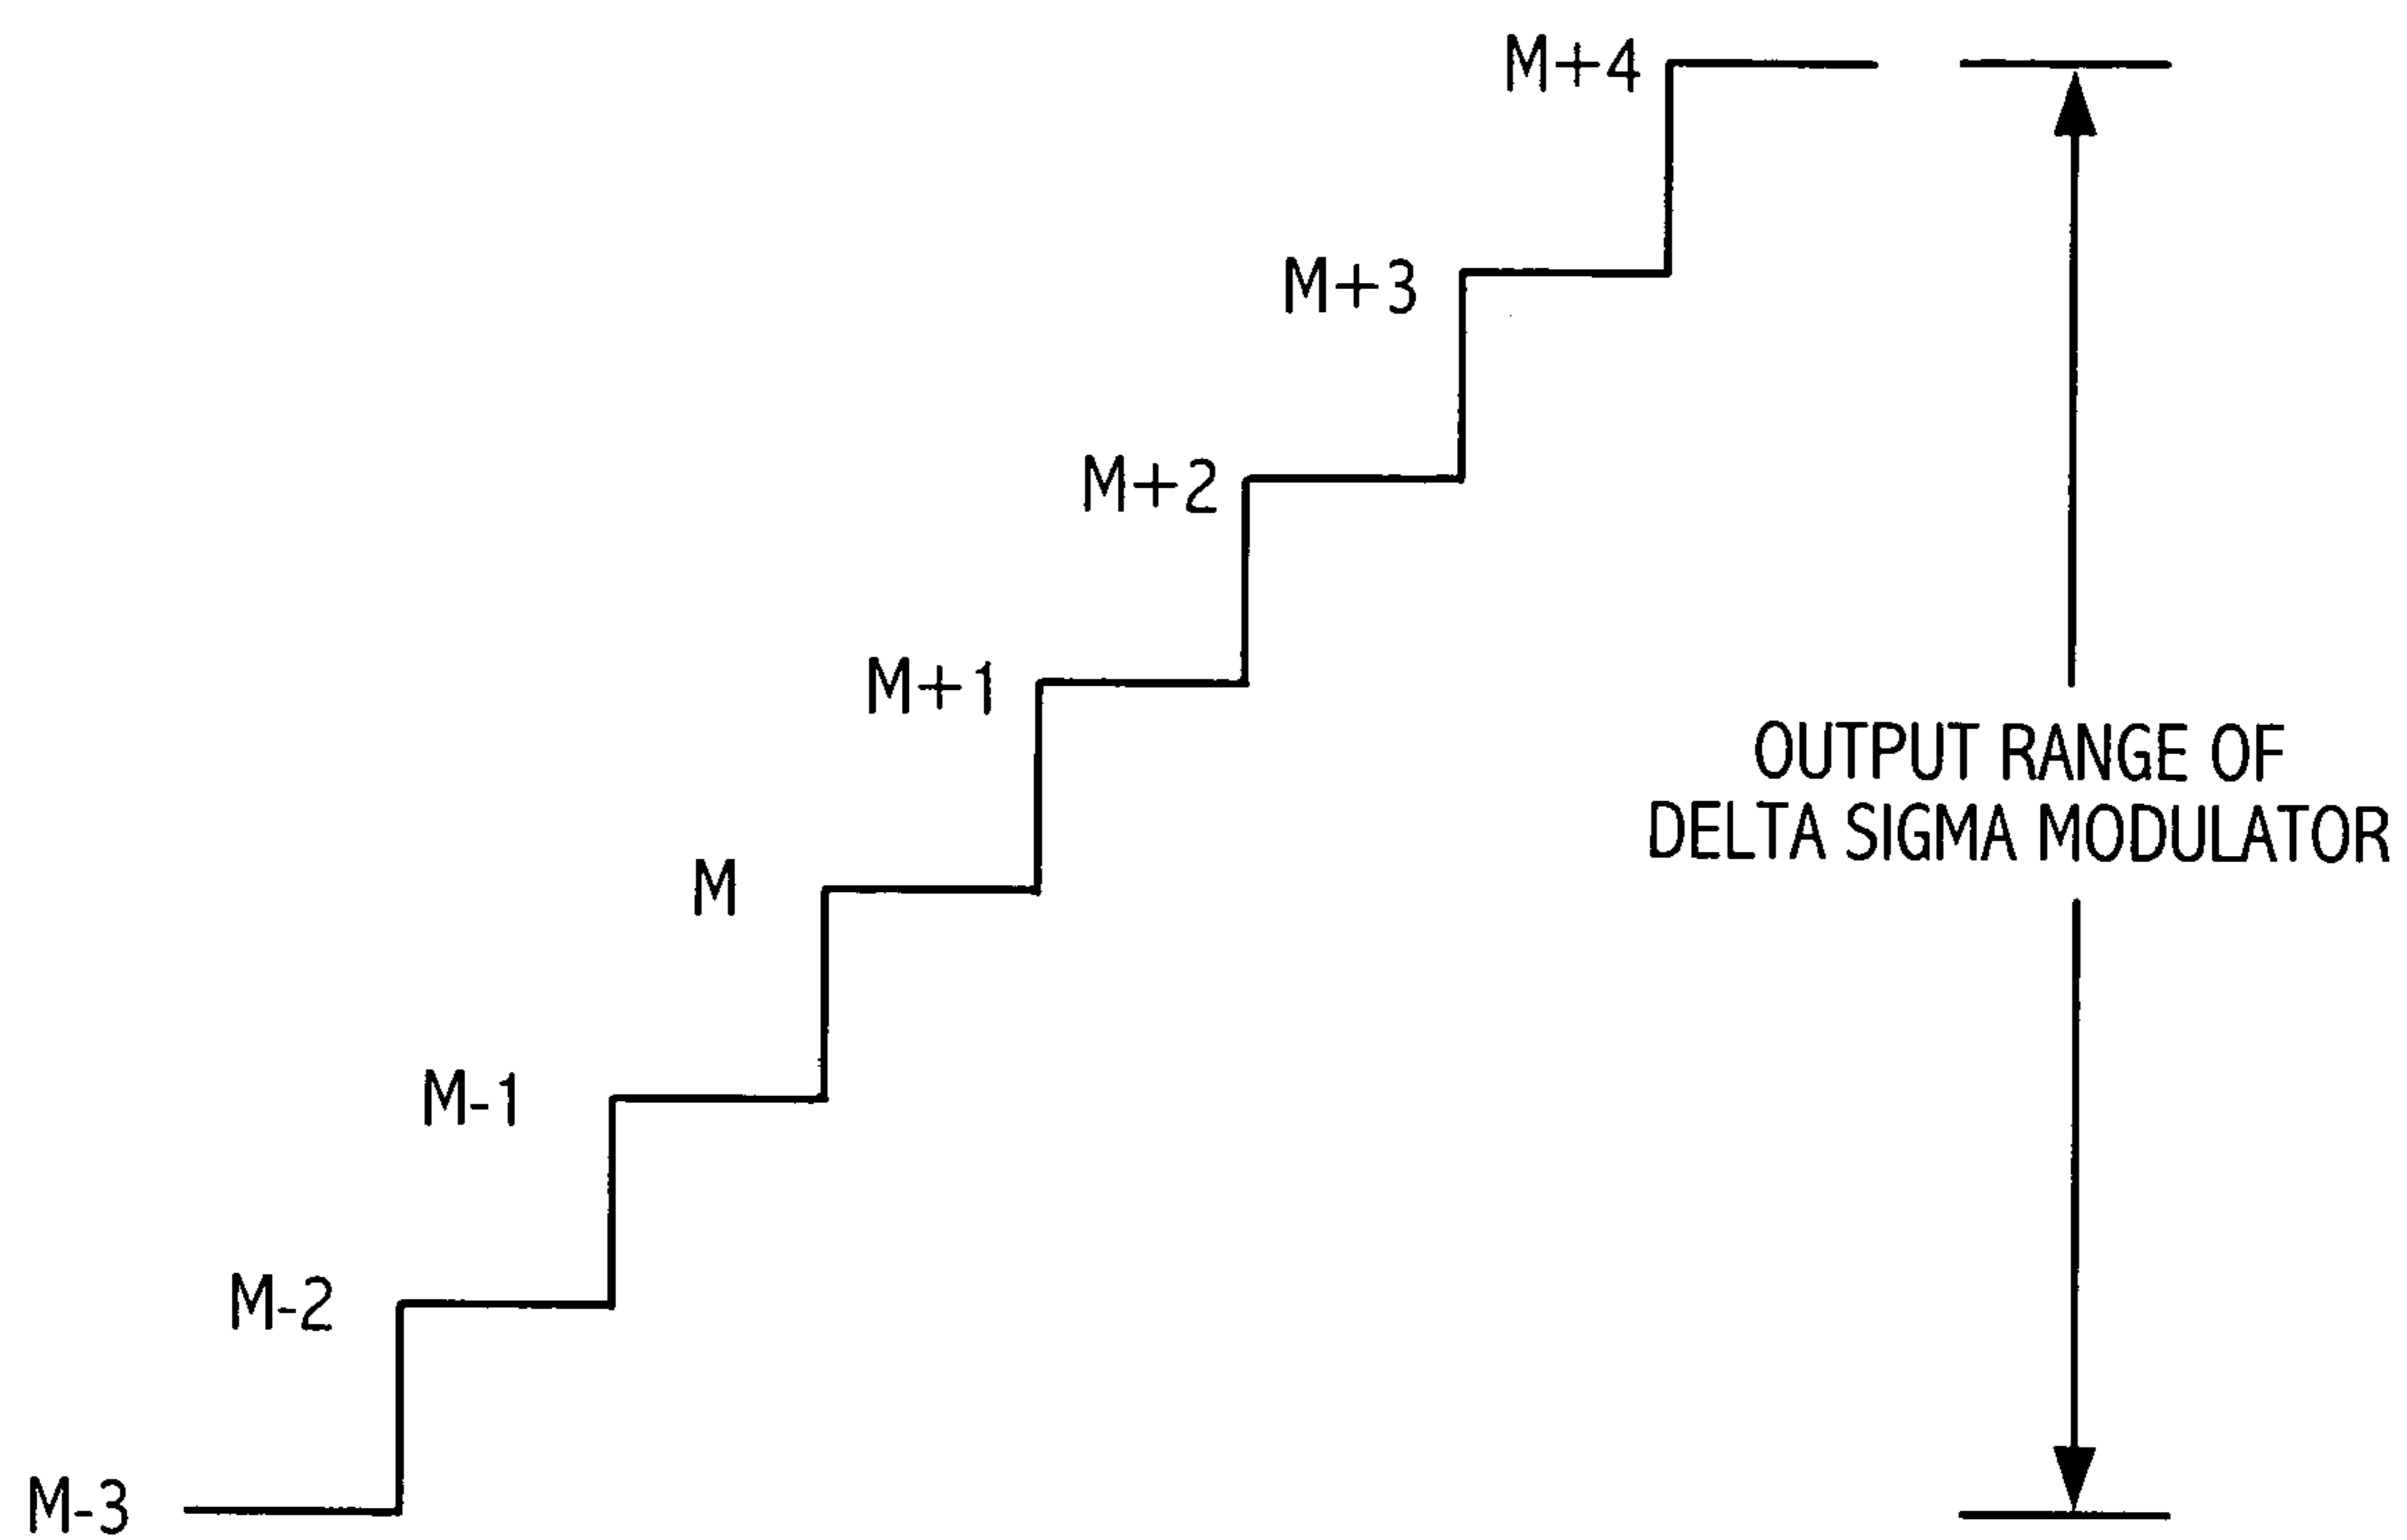 M+4
M+3
M+2
M+1
OUTPUT RANGE OF
DELTA SIGMA MODULATOR
M
M-1
M-2
M-3